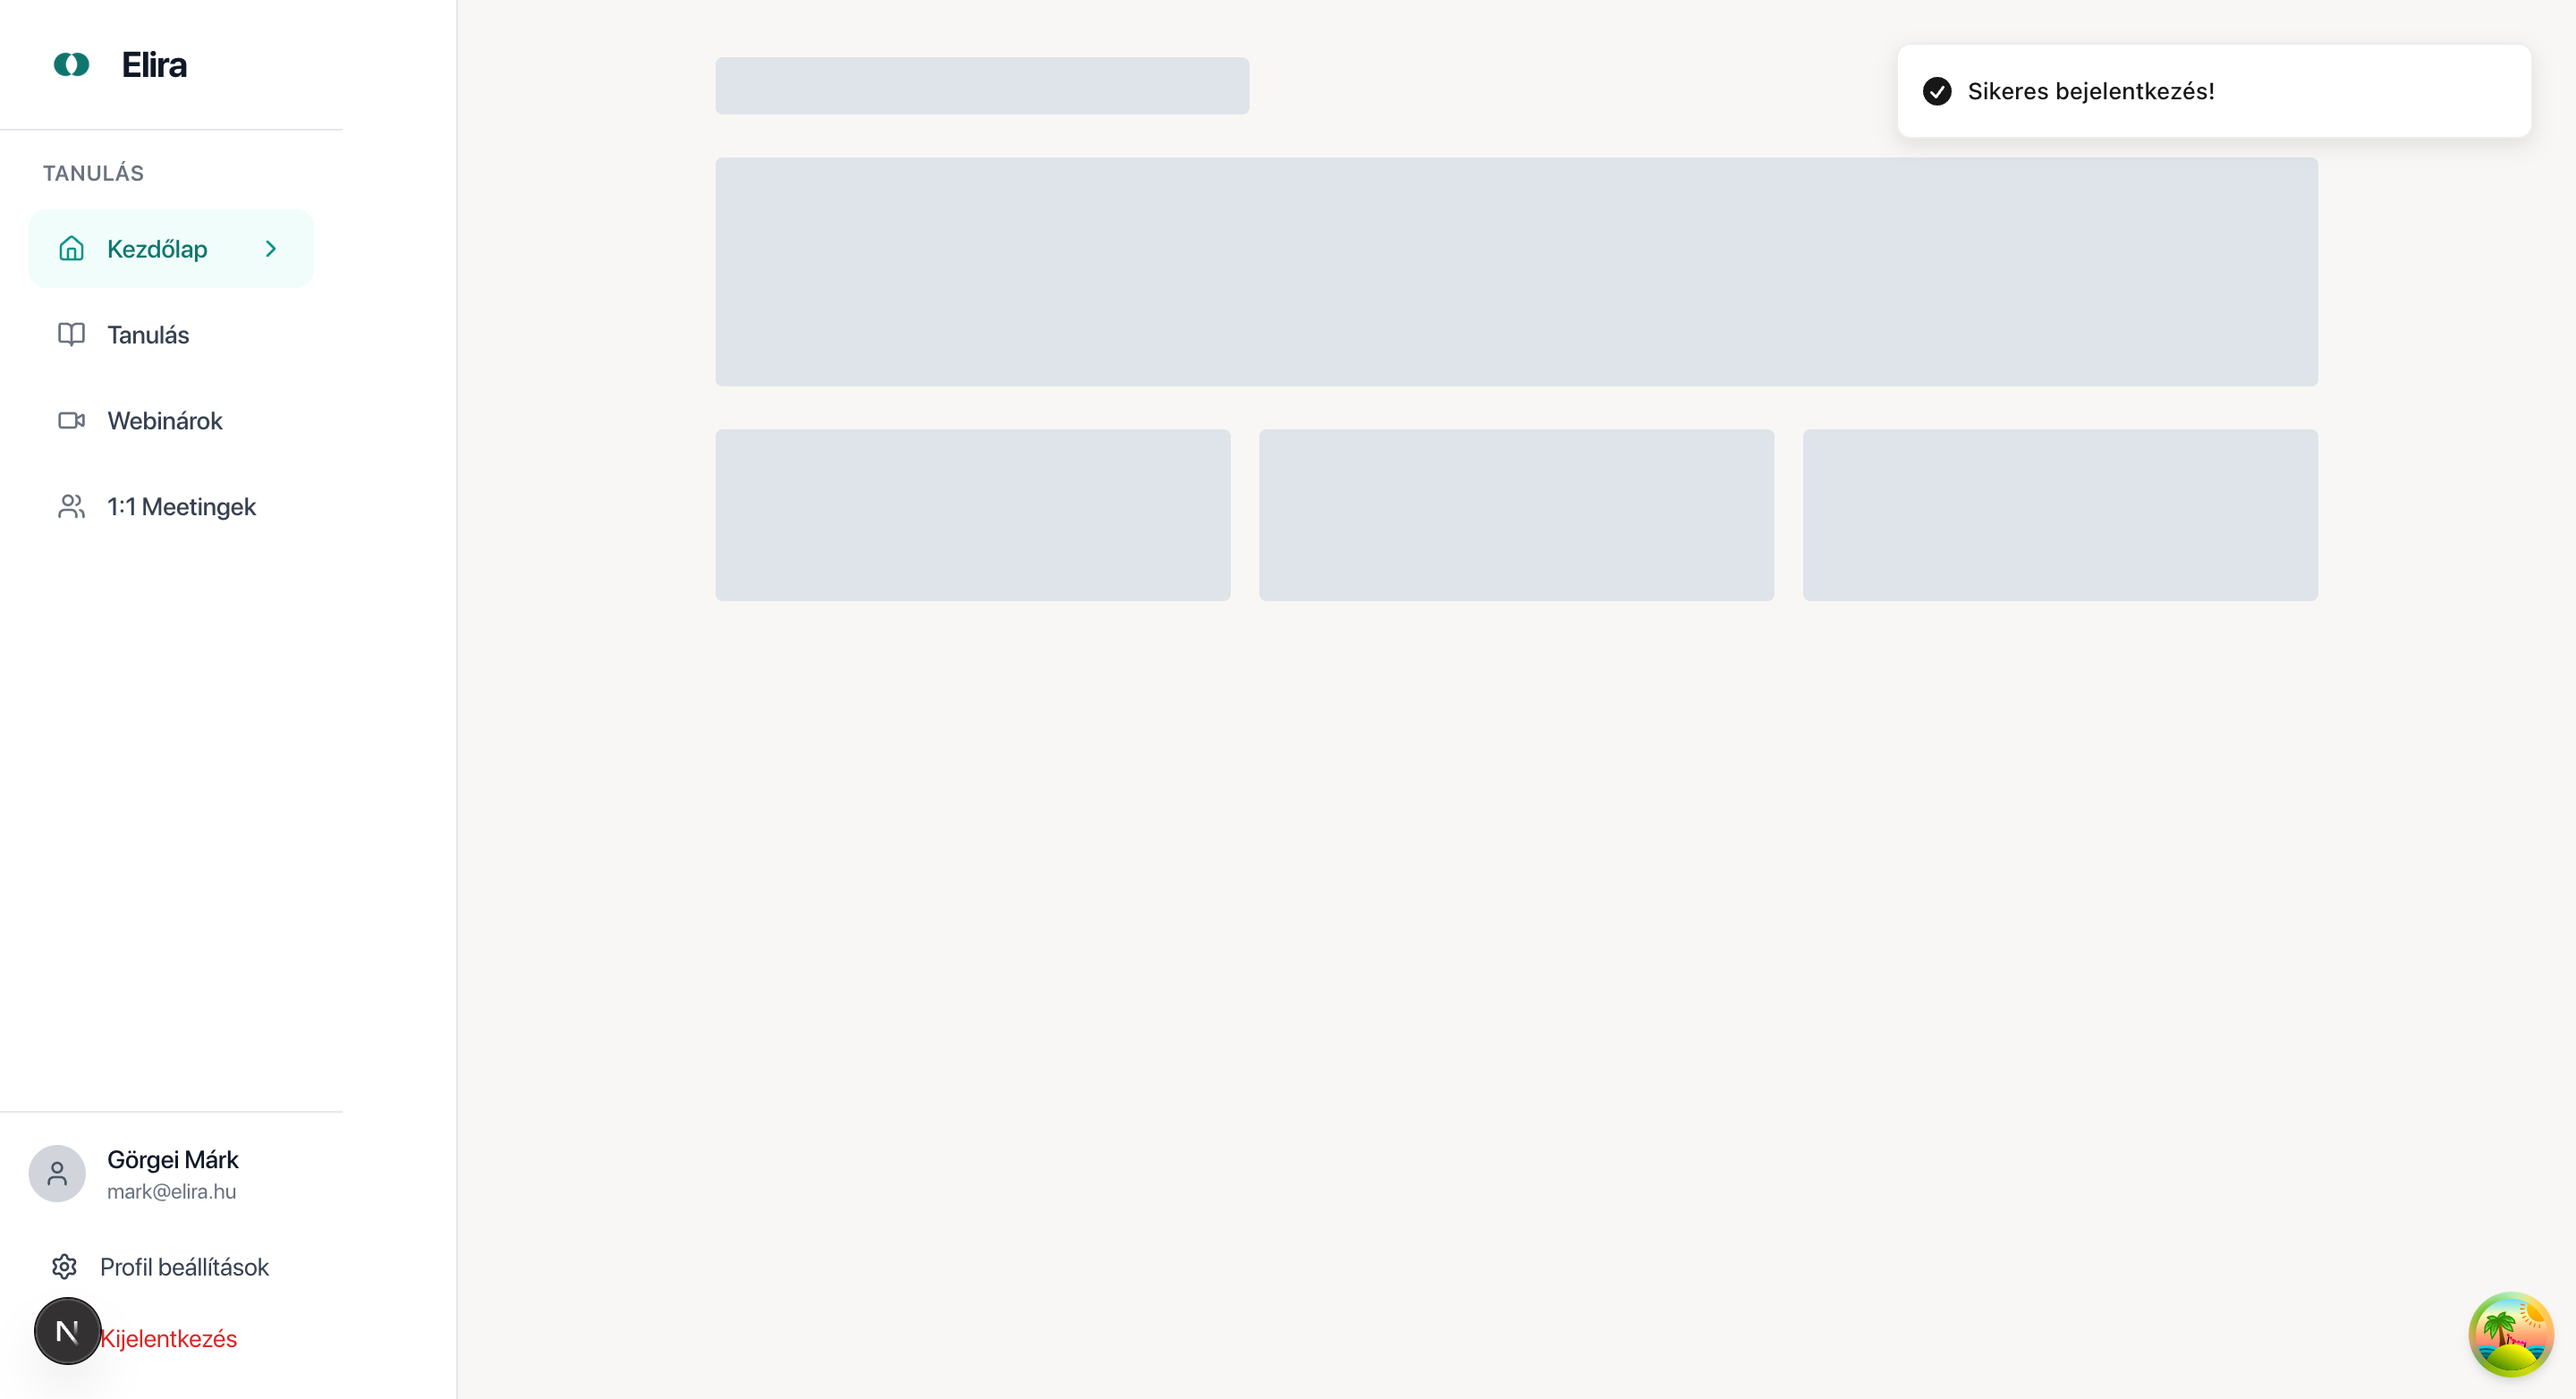 Elira
Sikeres bejelentkezés!
TANULÁS
Kezdőlap
Tanulás
Webinárok
1:1 Meetingek
Görgei Márk
mark@elira.hu
Profil beállítások
N
Kijelentkezés